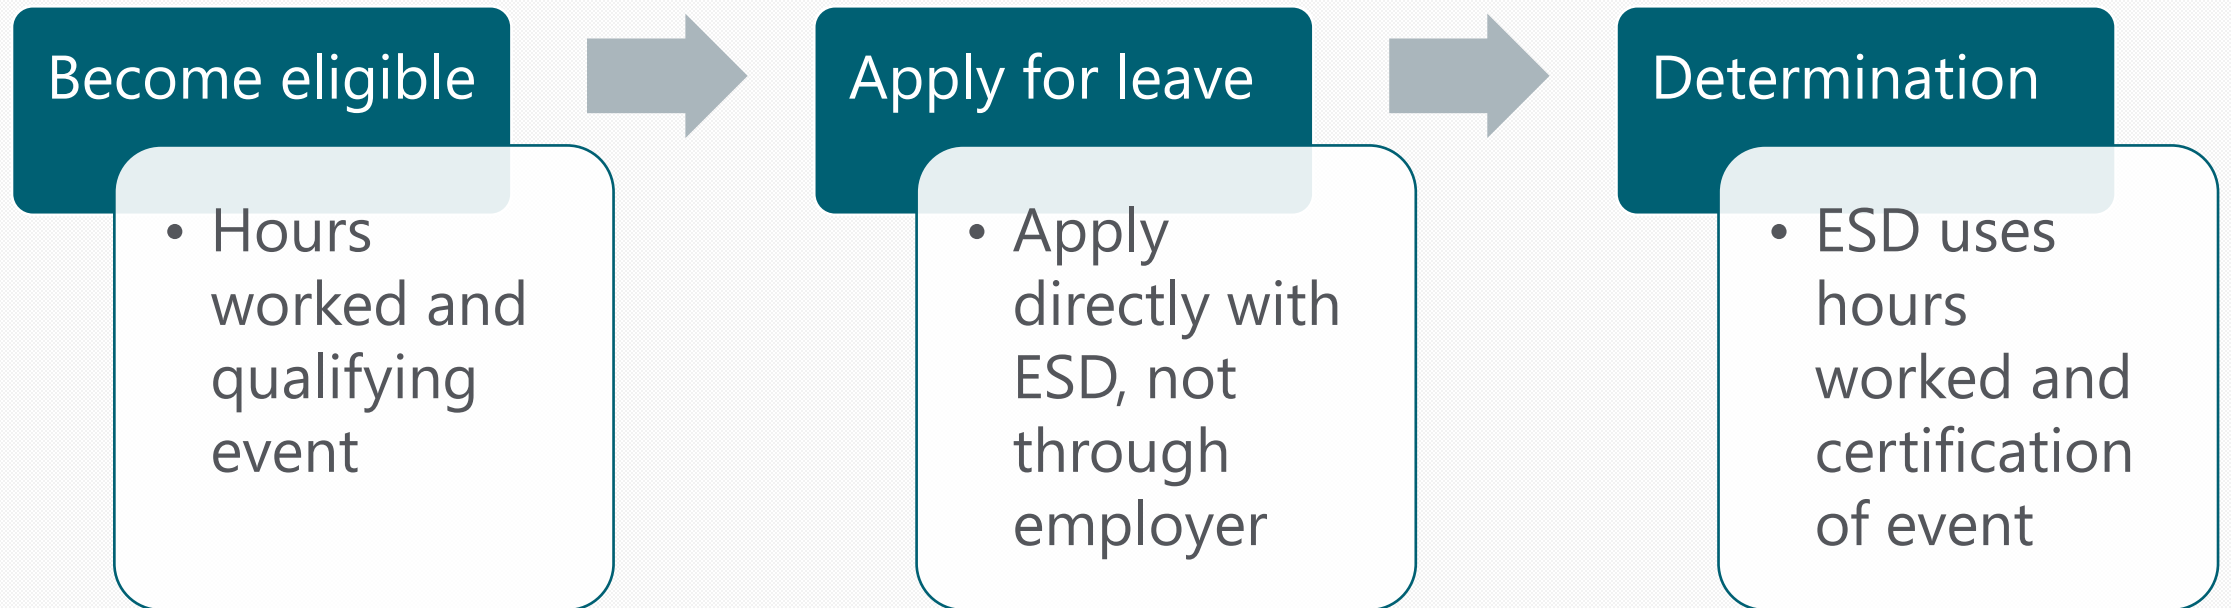 Become eligible
• Hours
worked and
qualifying
event
Apply for leave
• Apply
directly with
ESD, not
through
employer
Determination
• ESD uses
hours
worked and
certification
of event